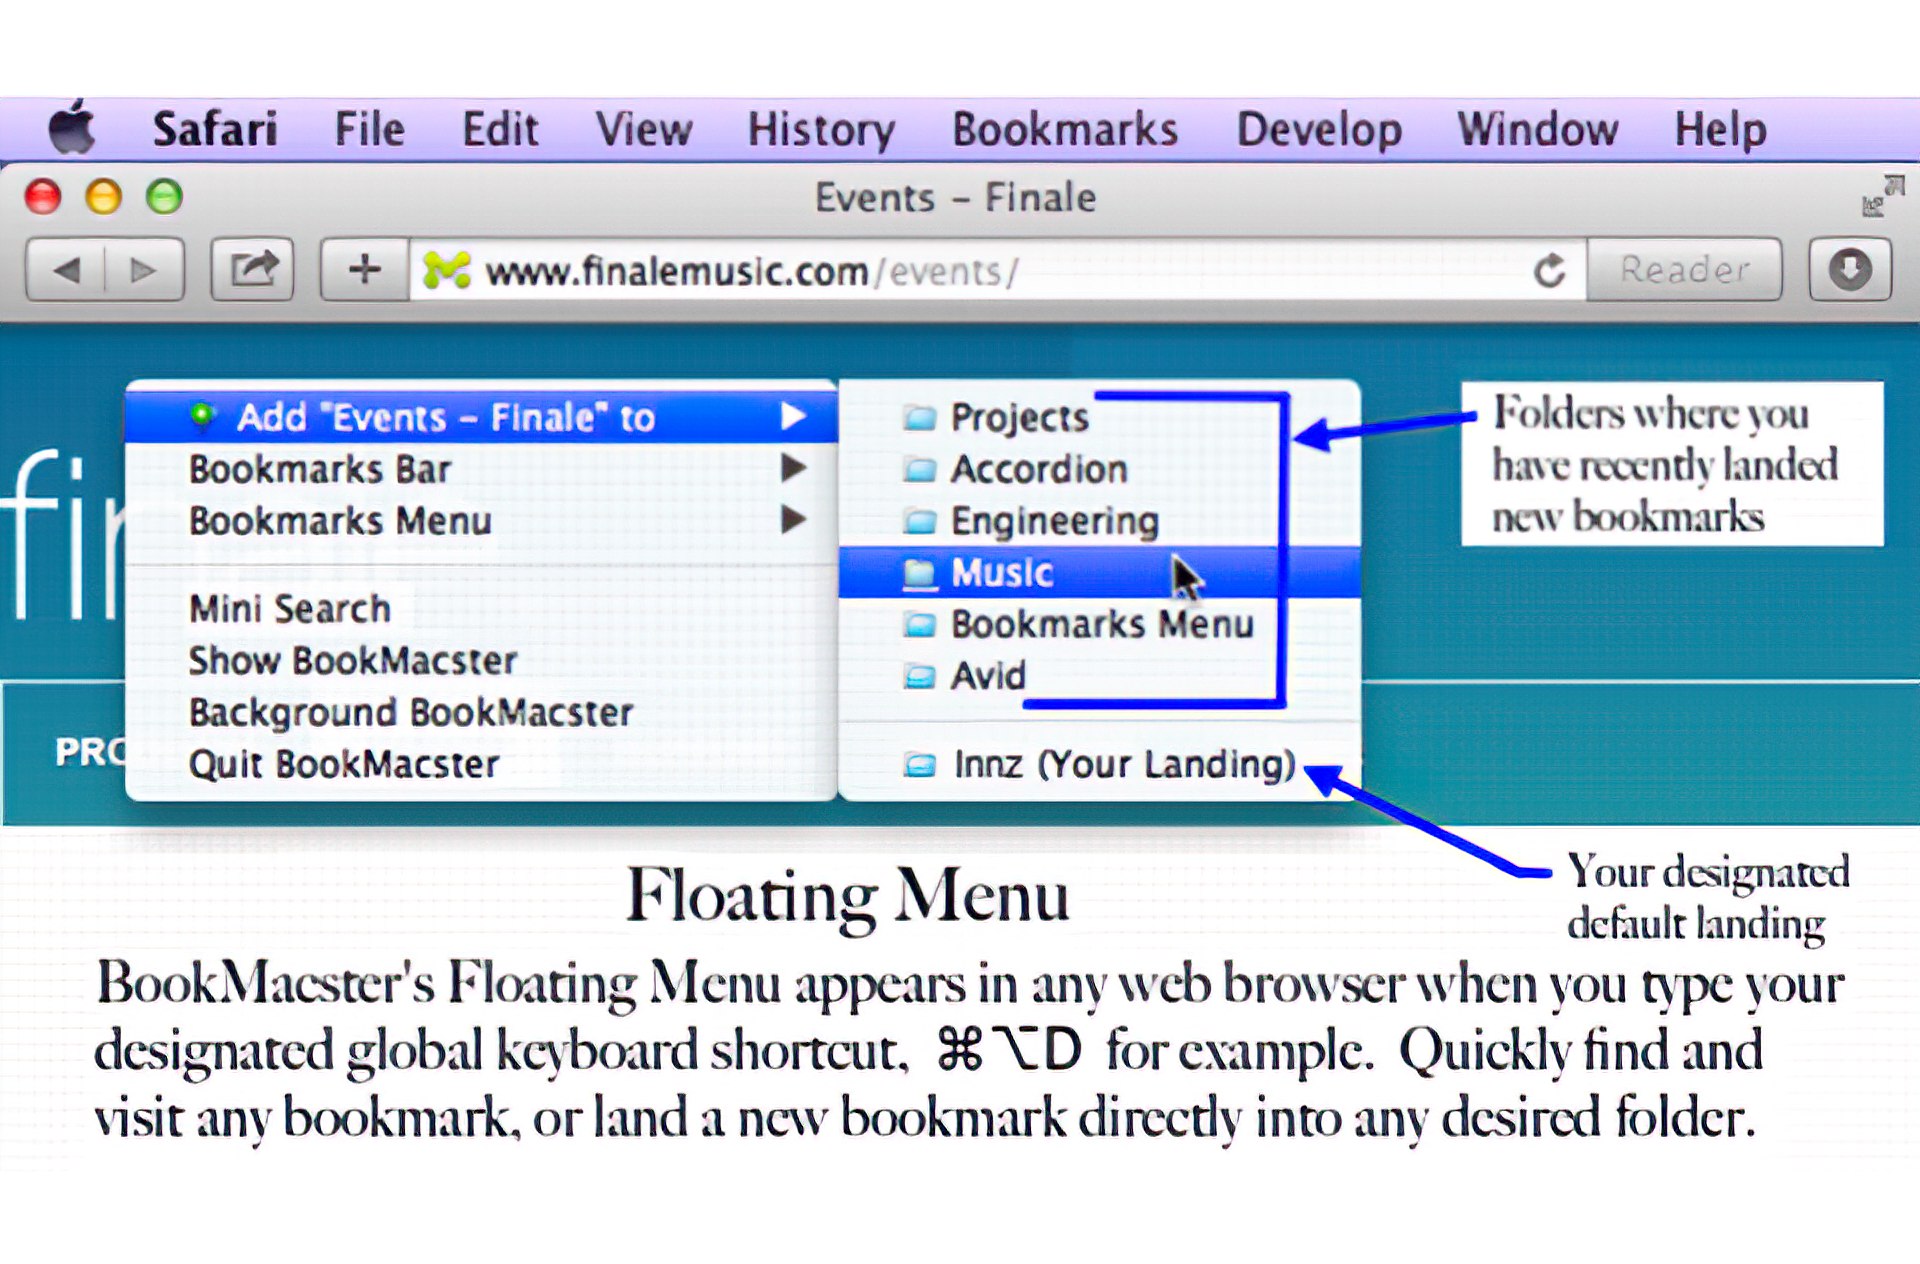 Safari File Edit View History Bookmarks Develop Window Help
Events – Finale
www.finalemusic.com/events/ Reader
Add "Events – Finale" to
Bookmarks Bar
Bookmarks Menu
Mini Search
Show BookMacster
Background BookMacster
Quit BookMacster
Projects
Accordion
Engineering
Music
Bookmarks Menu
Avid
Innz (Your Landing)
Folders where you
have recently landed
new bookmarks
Your designated
default landing
Floating Menu
BookMacster's Floating Menu appears in any web browser when you type your
designated global keyboard shortcut, ⌘⌥D for example. Quickly find and
visit any bookmark, or land a new bookmark directly into any desired folder.